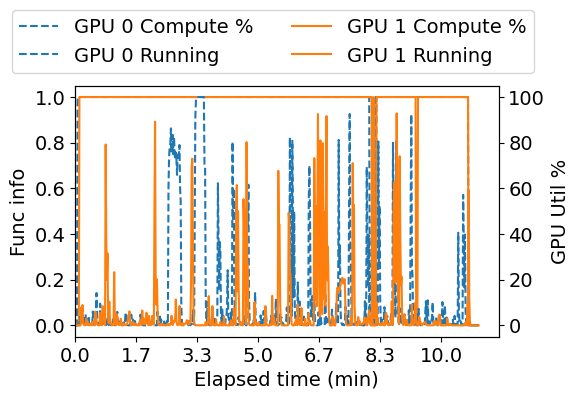 GPU 0 Compute % GPU 1 Compute %
GPU 0 Running GPU 1 Running
1.0 100
0.8 80
0.6 60
0.4 40
0.2 20
0.0 0
Func info
GPU Util %
0.0 1.7 3.3 5.0 6.7 8.3 10.0
Elapsed time (min)